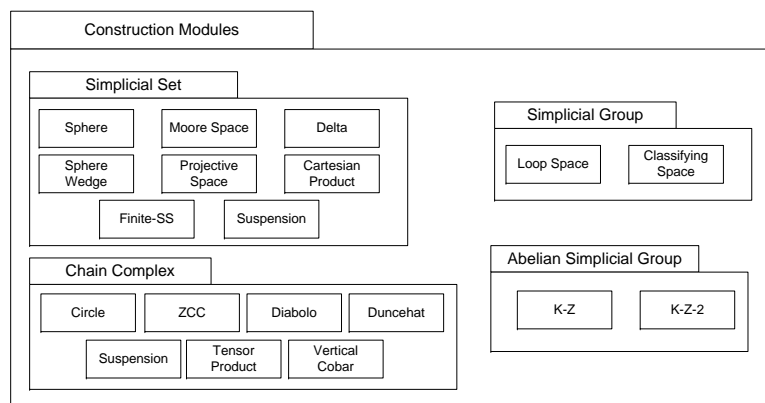 Construction Modules
Simplicial Set
Sphere
Moore Space
Delta
Sphere
Wedge
Projective
Space
Cartesian
Product
Finite-SS
Suspension
Chain Complex
Circle
ZCC
Diabolo
Duncehat
Suspension
Tensor
Product
Vertical
Cobar
Simplicial Group
Loop Space
Classifying
Space
Abelian Simplicial Group
K-Z
K-Z-2